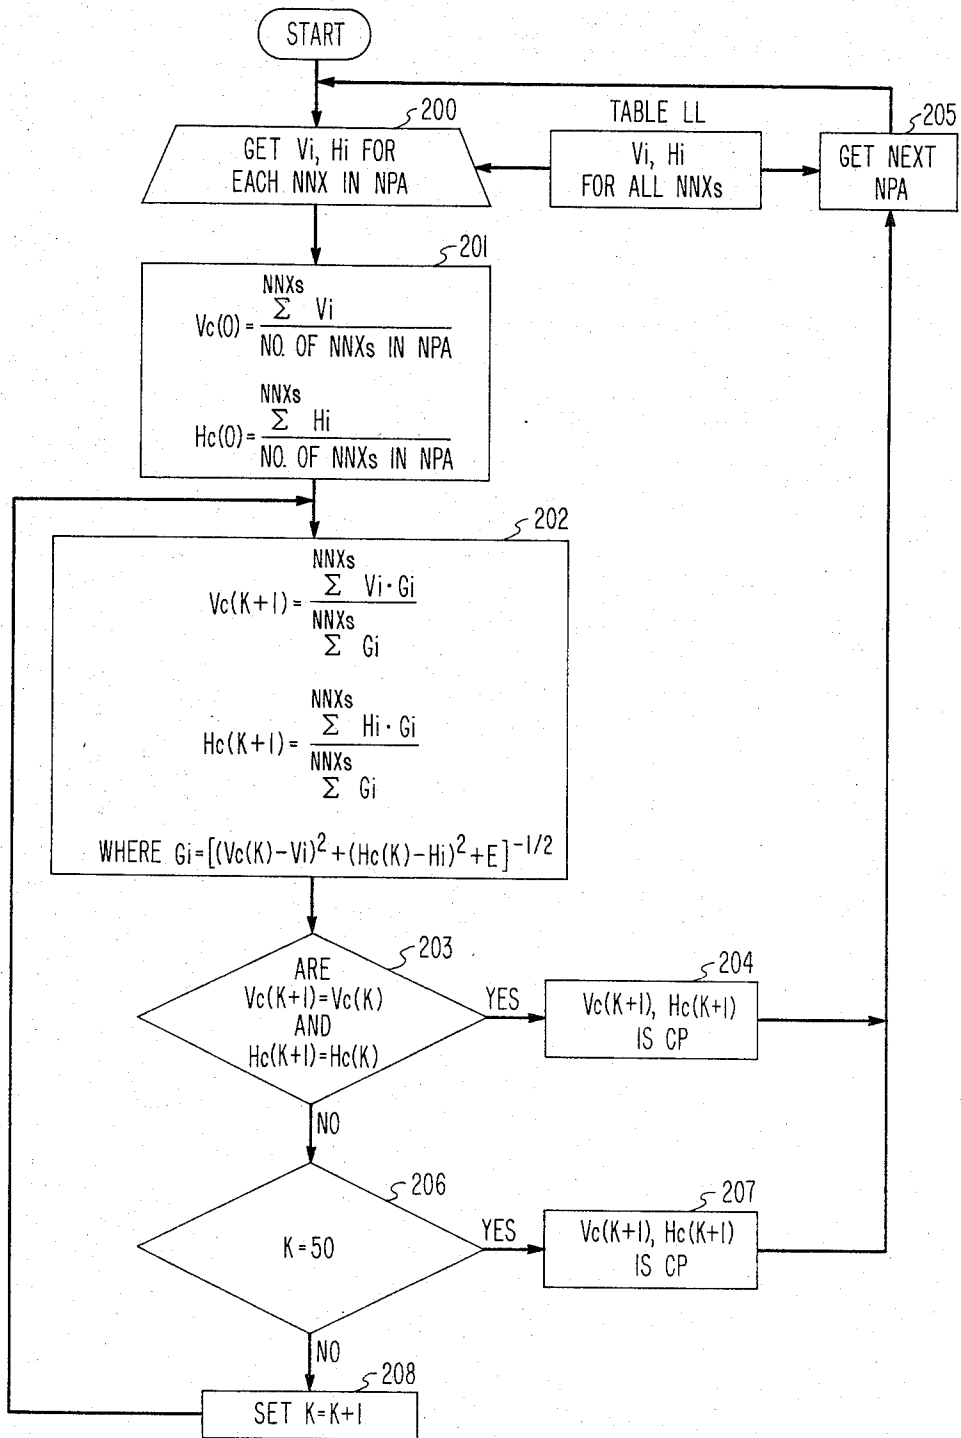 START
200
GET Vi, Hi FOR
EACH NNX IN NPA
TABLE LL
Vi, Hi
FOR ALL NNXs
205
GET NEXT
NPA
201
NNXs
Σ Vi
Vc(0)=
NO. OF NNXs IN NPA
NNXs
Σ Hi
Hc(0)=
NO. OF NNXs IN NPA
202
NNXs
Σ Vi · Gi
Vc(K+1)=
NNXs
Σ Gi
NNXs
Σ Hi · Gi
Hc(K+1)=
NNXs
Σ Gi
WHERE Gi=[(Vc(K)-Vi)²+(Hc(K)-Hi)²+E]^-1/2
203
ARE
Vc(K+1)=Vc(K)
AND
Hc(K+1)=Hc(K)
YES
204
Vc(K+1), Hc(K+1)
IS CP
NO
206
K=50
YES
207
Vc(K+1), Hc(K+1)
IS CP
NO
208
SET K=K+1